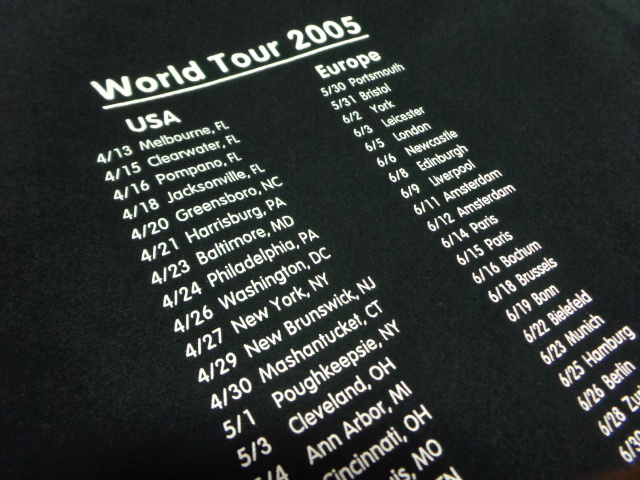 World Tour 2005
USA
4/13 Melbourne, FL
4/15 Clearwater, FL
4/16 Pompano, FL
4/18 Jacksonville, FL
4/20 Greensboro, NC
4/21 Harrisburg, PA
4/23 Baltimore, MD
4/24 Philadelphia, PA
4/26 Washington, DC
4/27 New York, NY
4/29 New Brunswick, NJ
4/30 Mashantucket, CT
5/1 Poughkeepsie, NY
5/3 Cleveland, OH
Ann Arbor, MI
Cincinnati, OH
MO
Europe
5/30 Portsmouth
5/31 Bristol
6/2 York
6/3 Leicester
6/5 London
6/6 Newcastle
6/8 Edinburgh
6/9 Liverpool
6/11 Amsterdam
6/12 Amsterdam
6/14 Paris
6/15 Paris
6/16 Bochum
6/18 Brussels
6/19 Bonn
6/22 Bielefeld
6/23 Munich
6/25 Hamburg
6/26 Berlin
6/28